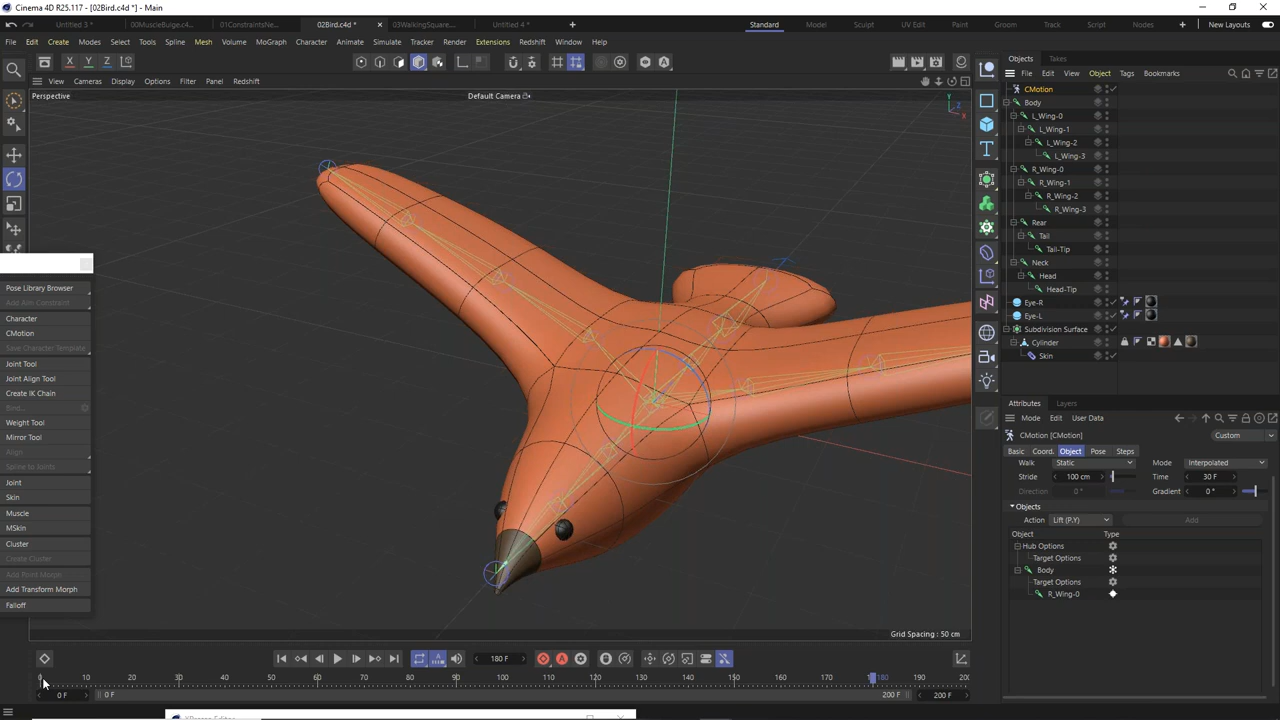 Cinema 4D R25.117 - [02Bird.c4d *] - Main
Untitled 3 *
00MuscleBulge.c4...
01ConstraintsNe...
02Bird.c4d *
03WalkingSquare....
Untitled 4 *
Standard
Model
Sculpt
UV Edit
Paint
Groom
Track
Script
Nodes
New Layouts
File Edit Create Modes Select Tools Spline Mesh Volume MoGraph Character Animate Simulate Tracker Render Extensions Redshift Window Help
X Y Z
View Cameras Display Options Filter Panel Redshift
Perspective
Default Camera
Y
Z
X
Grid Spacing : 50 cm
Pose Library Browser
Add Aim Constraint
Character
CMotion
Save Character Template
Joint Tool
Joint Align Tool
Create IK Chain
Bind...
Weight Tool
Mirror Tool
Align
Spline to Joints
Joint
Skin
Muscle
MSkin
Cluster
Create Cluster
Add Point Morph
Add Transform Morph
Falloff
Objects Takes
File Edit View Object Tags Bookmarks
CMotion
Body
L_Wing-0
L_Wing-1
L_Wing-2
L_Wing-3
R_Wing-0
R_Wing-1
R_Wing-2
R_Wing-3
Rear
Tail
Tail-Tip
Neck
Head
Head-Tip
Eye-R
Eye-L
Subdivision Surface
Cylinder
Skin
Attributes Layers
Mode Edit User Data
CMotion [CMotion]
Custom
Basic Coord. Object Pose Steps
Walk Static Mode Interpolated
Stride 100 cm Time 30 F
Direction 0 ° Gradient 0 °
Objects
Action Lift (P.Y) Add
Object Type
Hub Options
Target Options
Body
Target Options
R_Wing-0
180 F
0 10 20 30 40 50 60 70 80 90 100 110 120 130 140 150 160 170 180 190 200
0 F 0 F 200 F 200 F